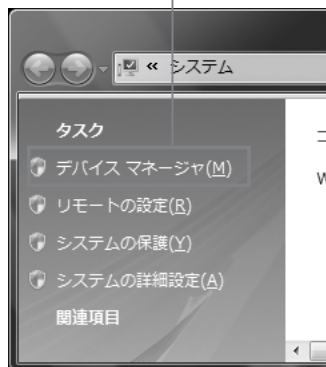 « システム
タスク
デバイス マネージャ(M)
リモートの設定(R)
システムの保護(Y)
システムの詳細設定(A)
関連項目